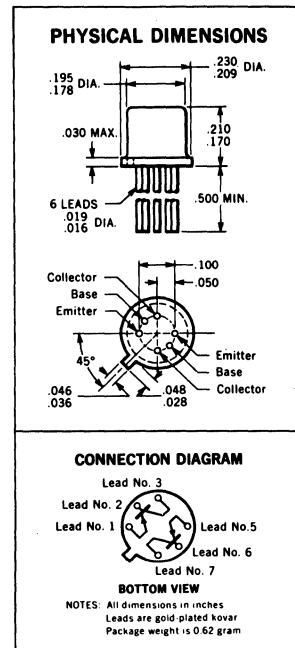 PHYSICAL DIMENSIONS
.230
.209 DIA.
.195
.178 DIA.
.030 MAX.
.210
.170
6 LEADS
.019
.016 DIA.
.500 MIN.
.100
.050
Collector
Base
Emitter
Emitter
Base
Collector
45°
.046
.036
.048
.028
CONNECTION DIAGRAM
Lead No. 3
Lead No. 2
Lead No. 1
Lead No.5
Lead No. 6
Lead No. 7
BOTTOM VIEW
NOTES: All dimensions in inches
Leads are gold-plated kovar
Package weight is 0.62 gram